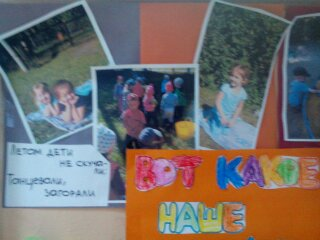 Летом дети
не скуча-
ли:
Танцевали,
загорали
ВОТ КАКОЕ
НАШЕ